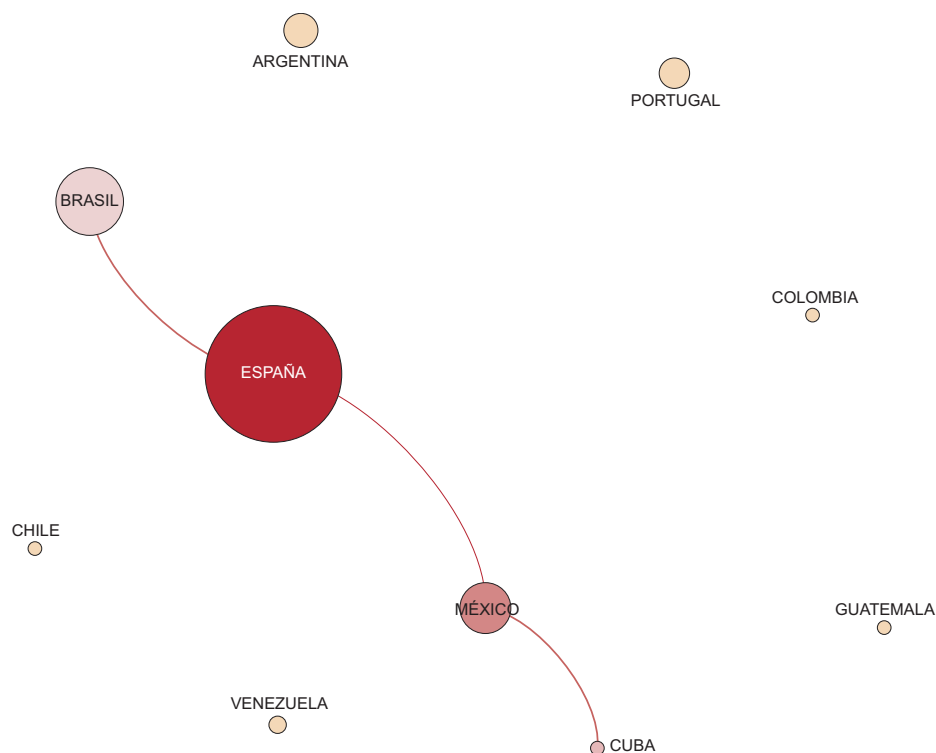 ARGENTINA
PORTUGAL
BRASIL
COLOMBIA
ESPAÑA
CHILE
MÉXICO
GUATEMALA
VENEZUELA
CUBA